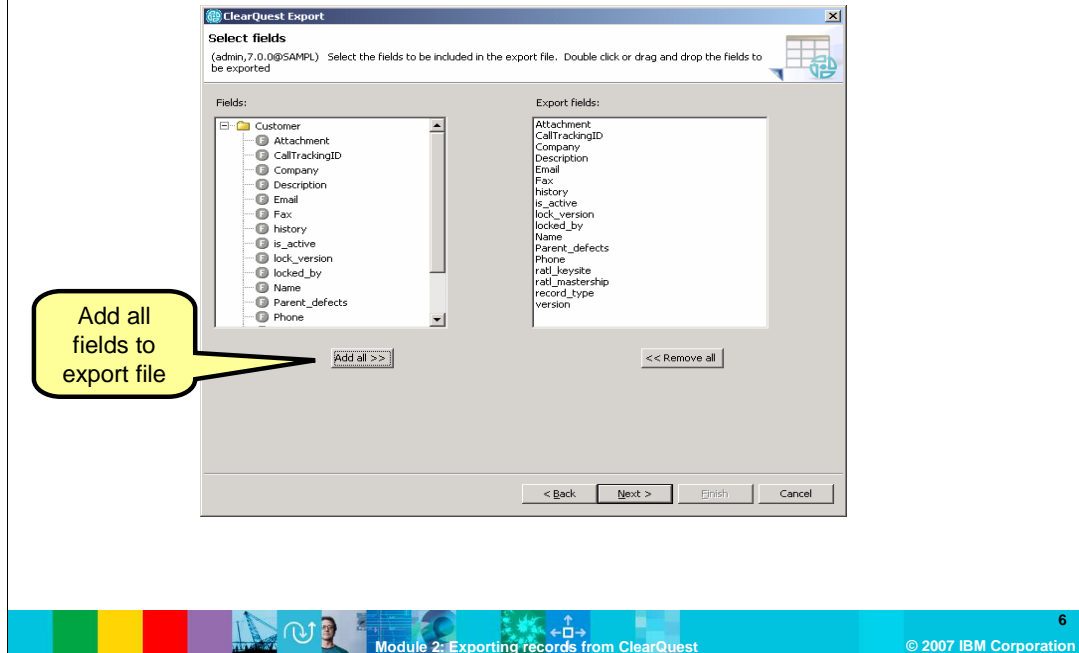 ClearQuest Export
Select fields
(admin,7.0.0@SAMPL)   Select the fields to be included in the export file.  Double click or drag and drop the fields to
be exported
Fields:
Customer
Attachment
CallTrackingID
Company
Description
Email
Fax
history
is_active
lock_version
locked_by
Name
Parent_defects
Phone
Export fields:
Attachment
CallTrackingID
Company
Description
Email
Fax
history
is_active
lock_version
locked_by
Name
Parent_defects
Phone
ratl_keysite
ratl_mastership
record_type
version
Add all
fields to
export file
Add all >>
<< Remove all
< Back
Next >
Finish
Cancel
6
Module 2: Exporting records from ClearQuest
© 2007 IBM Corporation